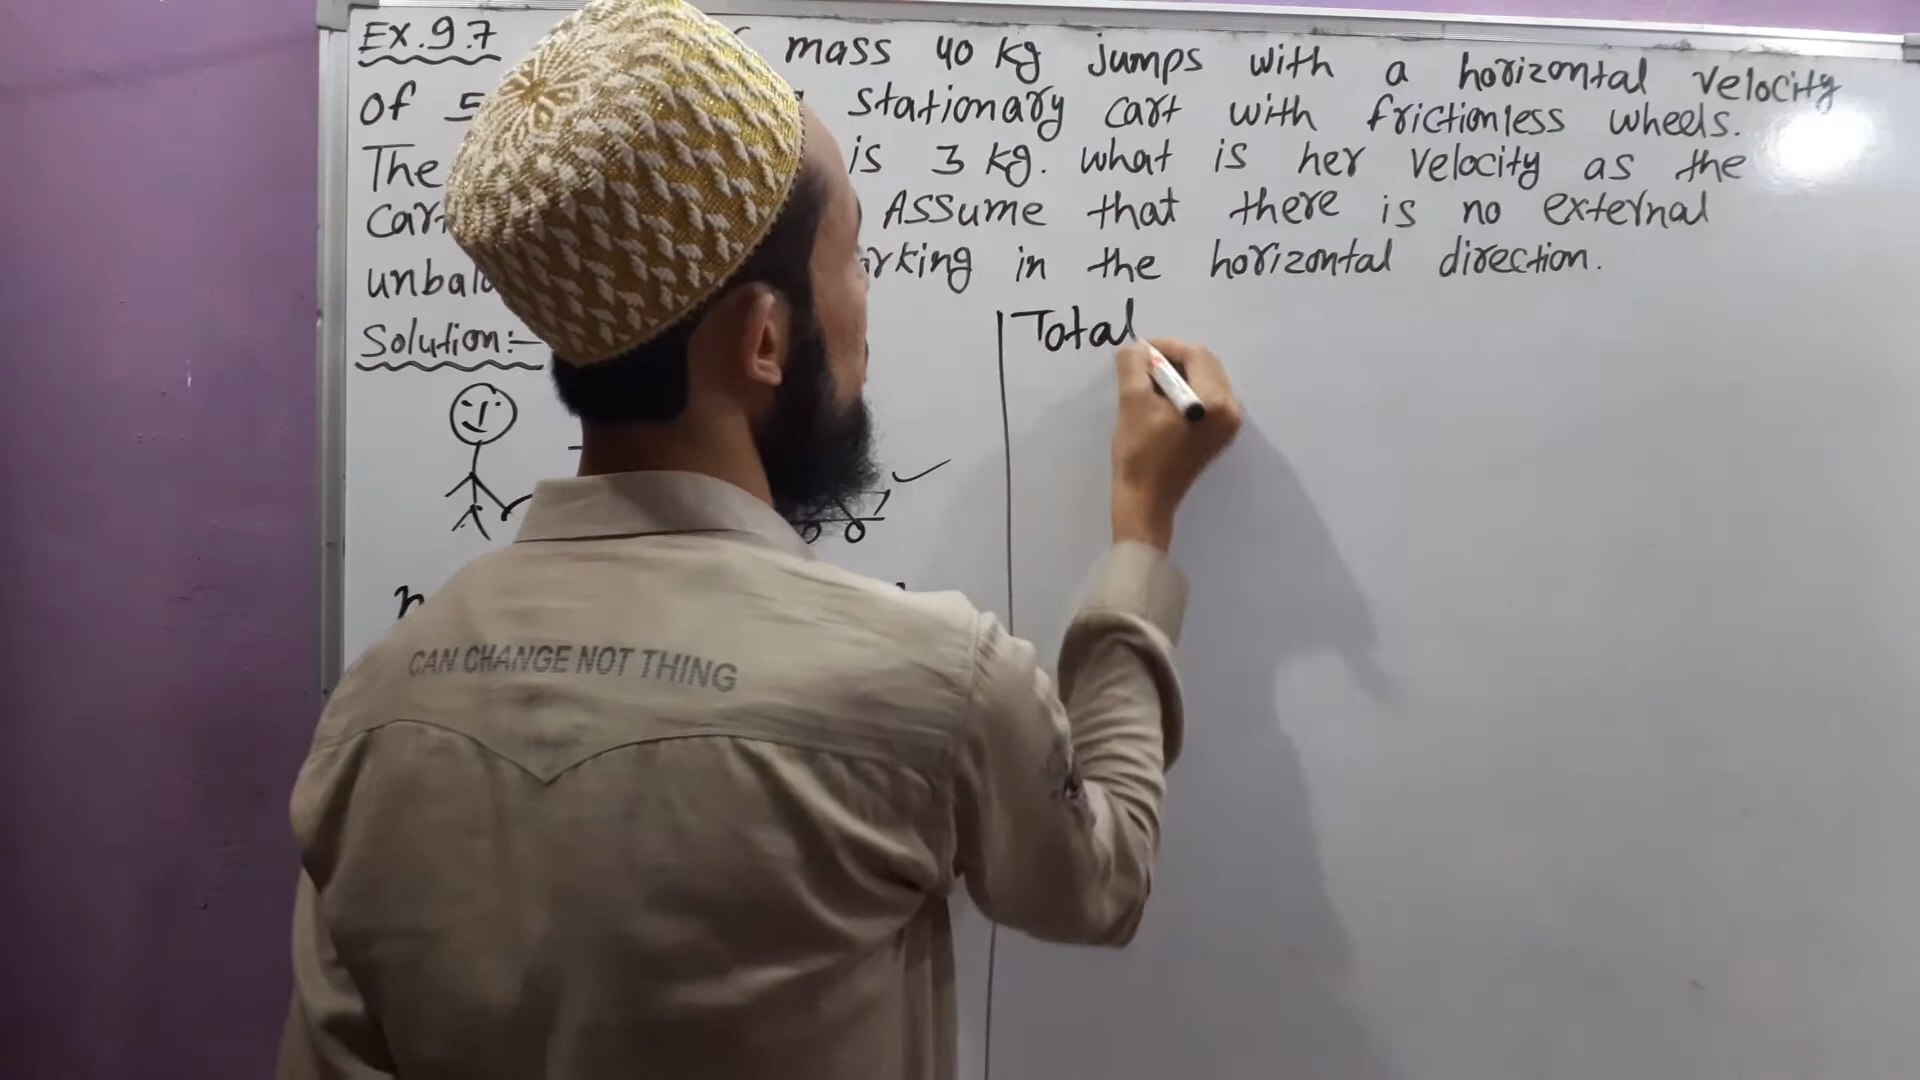 Ex.9.7 mass 40 kg jumps with a horizontal velocity
of 5 stationary cart with frictionless wheels.
The is 3 kg. what is her velocity as the
Assume that there is no external
in the horizontal direction.
Solution:-
Total
CAN CHANGE NOT THING